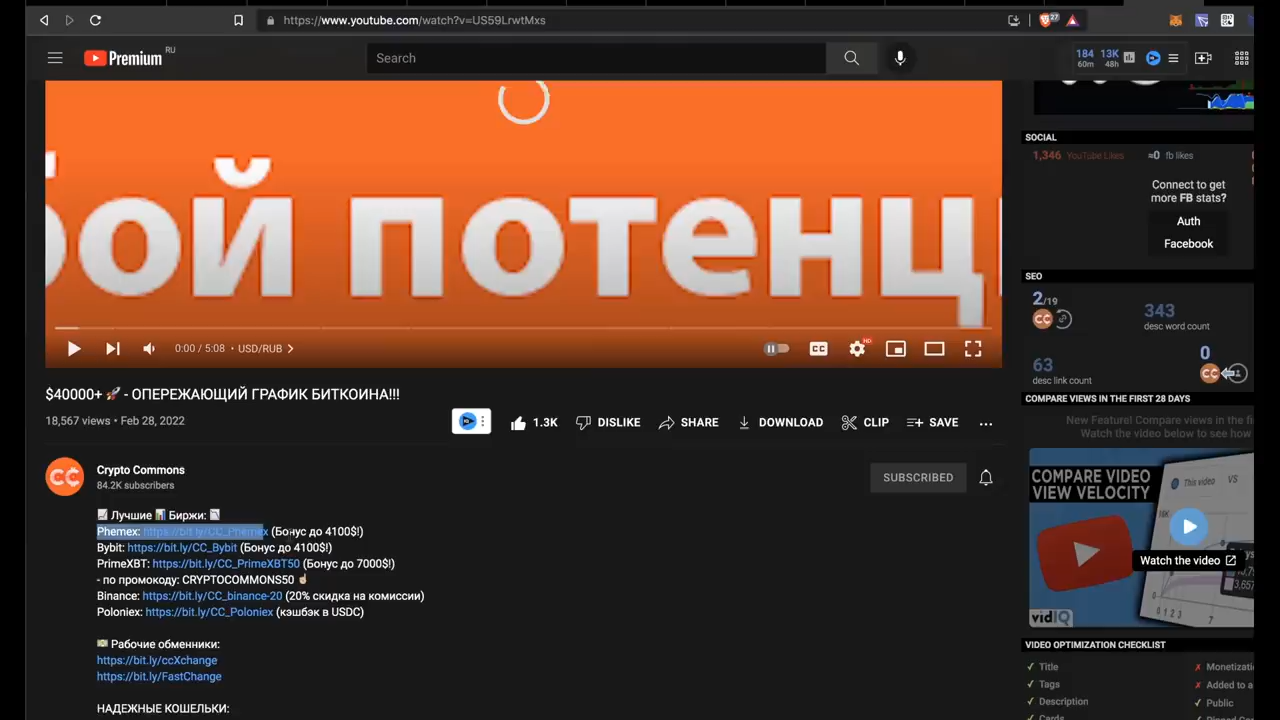 https://www.youtube.com/watch?v=US59LrwtMxs
27
Premium RU
Search
184 60m 13K 48h
бой потенц
0:00 / 5:08 • USD/RUB
CC
HD
$40000+ 🚀 - ОПЕРЕЖАЮЩИЙ ГРАФИК БИТКОИНА!!!
18,567 views • Feb 28, 2022
1.3K DISLIKE SHARE DOWNLOAD CLIP SAVE
Crypto Commons
84.2K subscribers
SUBSCRIBED
📈 Лучшие 📊 Биржи: 📉
Phemex: https://bit.ly/CC_Phemex (Бонус до 4100$!)
Bybit: https://bit.ly/CC_Bybit (Бонус до 4100$!)
PrimeXBT: https://bit.ly/CC_PrimeXBT50 (Бонус до 7000$!)
- по промокоду: CRYPTOCOMMONS50 ☝🏼
Binance: https://bit.ly/CC_binance-20 (20% скидка на комиссии)
Poloniex: https://bit.ly/CC_Poloniex (кэшбэк в USDC)
💵 Рабочие обменники:
https://bit.ly/ccXchange
https://bit.ly/FastChange
НАДЕЖНЫЕ КОШЕЛЬКИ:
SOCIAL
1,346 YouTube Likes
≈0 fb likes
Connect to get
more FB stats?
Auth
Facebook
SEO
2/19
343
desc word count
63
desc link count
0
COMPARE VIEWS IN THE FIRST 28 DAYS
New Feature! Compare views in the fi
Watch the video below to see how
COMPARE VIDEO
VIEW VELOCITY
This video VS
Watch the video
vidIQ
VIDEO OPTIMIZATION CHECKLIST
✓ Title
✓ Tags
✓ Description
✓ Cards
✗ Monetizati
✗ Added to a
✓ Public